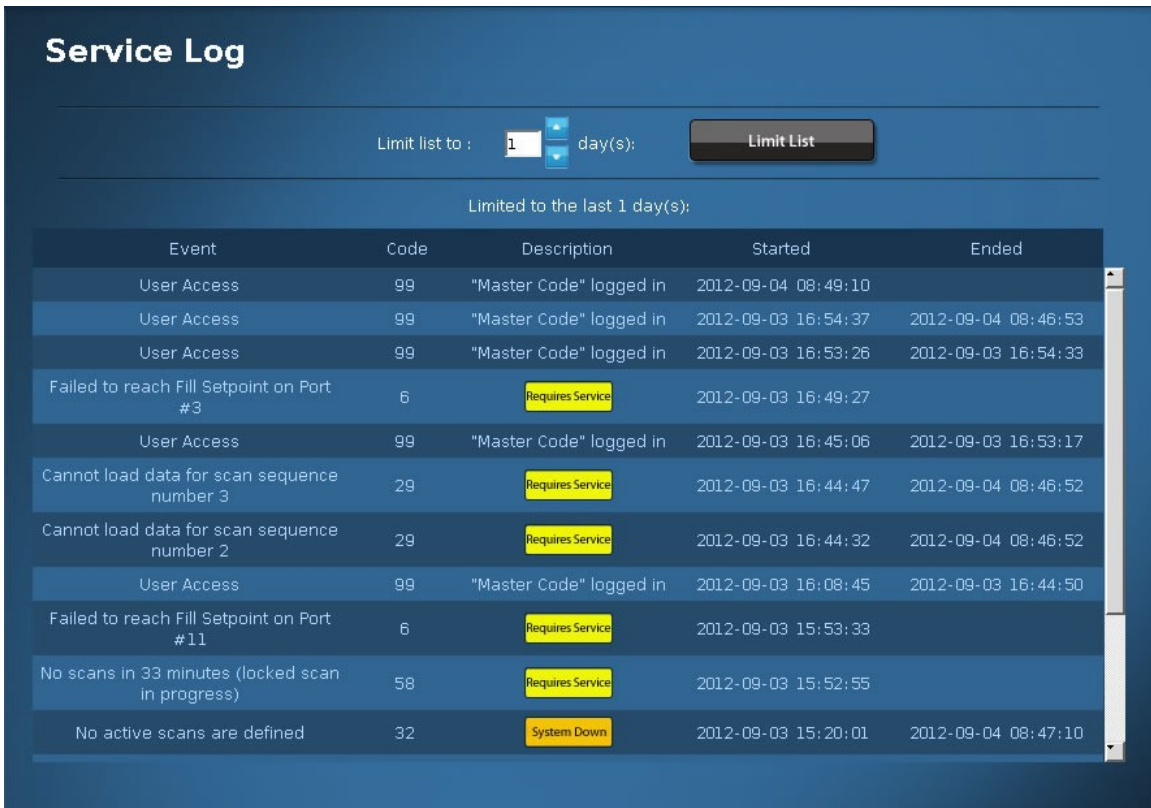 Service Log
Limit list to : 1 day(s): Limit List
Limited to the last 1 day(s):
Event Code Description Started Ended
User Access 99 "Master Code" logged in 2012-09-04 08:49:10
User Access 99 "Master Code" logged in 2012-09-03 16:54:37 2012-09-04 08:46:53
User Access 99 "Master Code" logged in 2012-09-03 16:53:26 2012-09-03 16:54:33
Failed to reach Fill Setpoint on Port
#3 6 Requires Service 2012-09-03 16:49:27
User Access 99 "Master Code" logged in 2012-09-03 16:45:06 2012-09-03 16:53:17
Cannot load data for scan sequence
number 3 29 Requires Service 2012-09-03 16:44:47 2012-09-04 08:46:52
Cannot load data for scan sequence
number 2 29 Requires Service 2012-09-03 16:44:32 2012-09-04 08:46:52
User Access 99 "Master Code" logged in 2012-09-03 16:08:45 2012-09-03 16:44:50
Failed to reach Fill Setpoint on Port
#11 6 Requires Service 2012-09-03 15:53:33
No scans in 33 minutes (locked scan
in progress) 58 Requires Service 2012-09-03 15:52:55
No active scans are defined 32 System Down 2012-09-03 15:20:01 2012-09-04 08:47:10